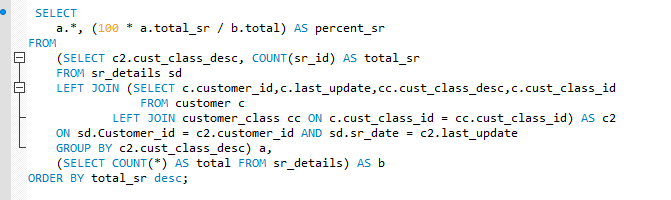 SELECT
a.*, (100 * a.total_sr / b.total) AS percent_sr
FROM
(SELECT c2.cust_class_desc, COUNT(sr_id) AS total_sr
FROM sr_details sd
LEFT JOIN (SELECT c.customer_id,c.last_update,cc.cust_class_desc,c.cust_class_id
FROM customer c
LEFT JOIN customer_class cc ON c.cust_class_id = cc.cust_class_id) AS c2
ON sd.Customer_id = c2.customer_id AND sd.sr_date = c2.last_update
GROUP BY c2.cust_class_desc) a,
(SELECT COUNT(*) AS total FROM sr_details) AS b
ORDER BY total_sr desc;